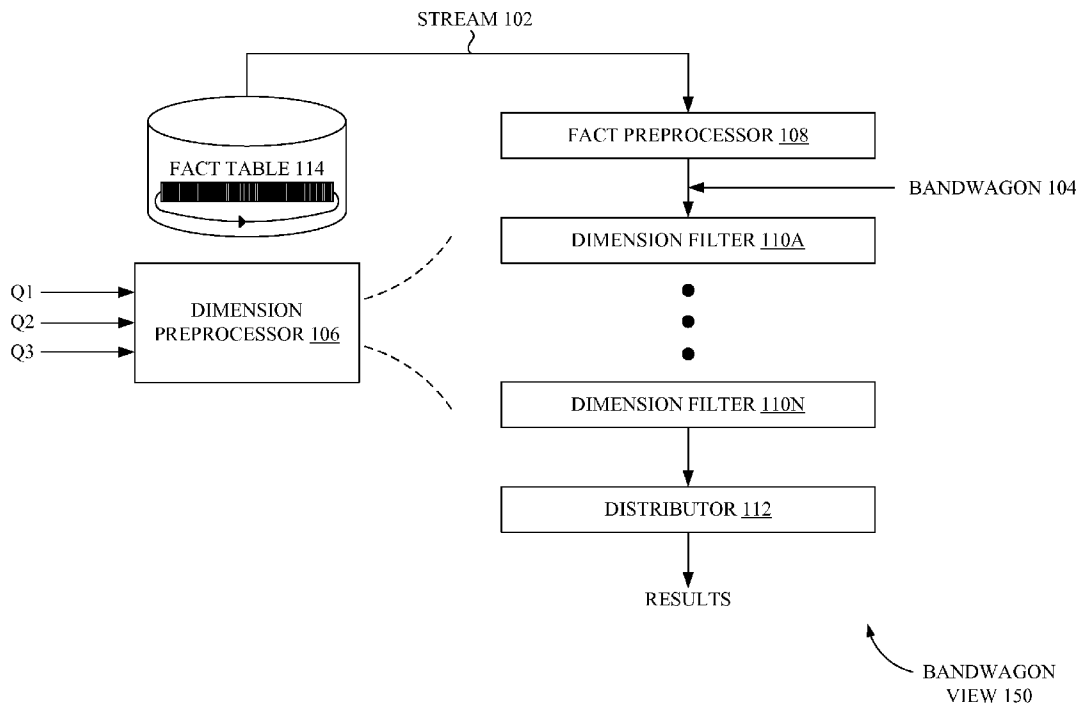 STREAM 102
FACT PREPROCESSOR 108
FACT TABLE 114
BANDWAGON 104
DIMENSION FILTER 110A
Q1
Q2
Q3
DIMENSION
PREPROCESSOR 106
DIMENSION FILTER 110N
DISTRIBUTOR 112
RESULTS
BANDWAGON
VIEW 150